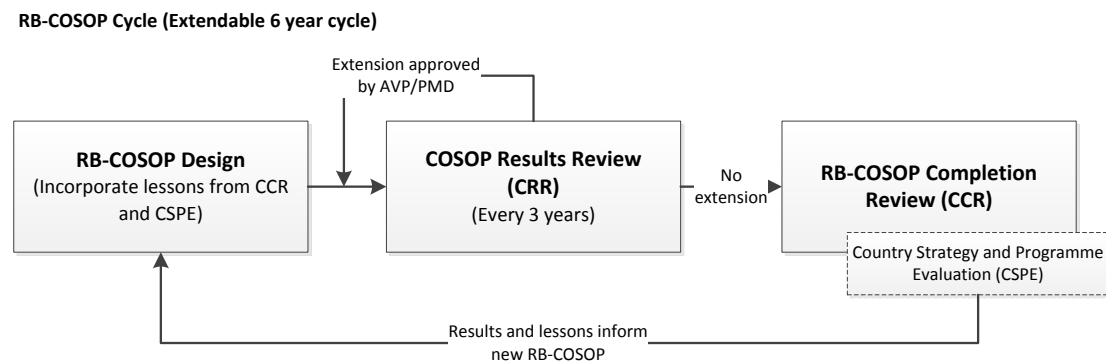 RB-COSOP Cycle (Extendable 6 year cycle)
Extension approved
by AVP/PMD
RB-COSOP Design
(Incorporate lessons from CCR
and CSPE)
COSOP Results Review
(CRR)
(Every 3 years)
No
extension
RB-COSOP Completion
Review (CCR)
Country Strategy and Programme
Evaluation (CSPE)
Results and lessons inform
new RB-COSOP